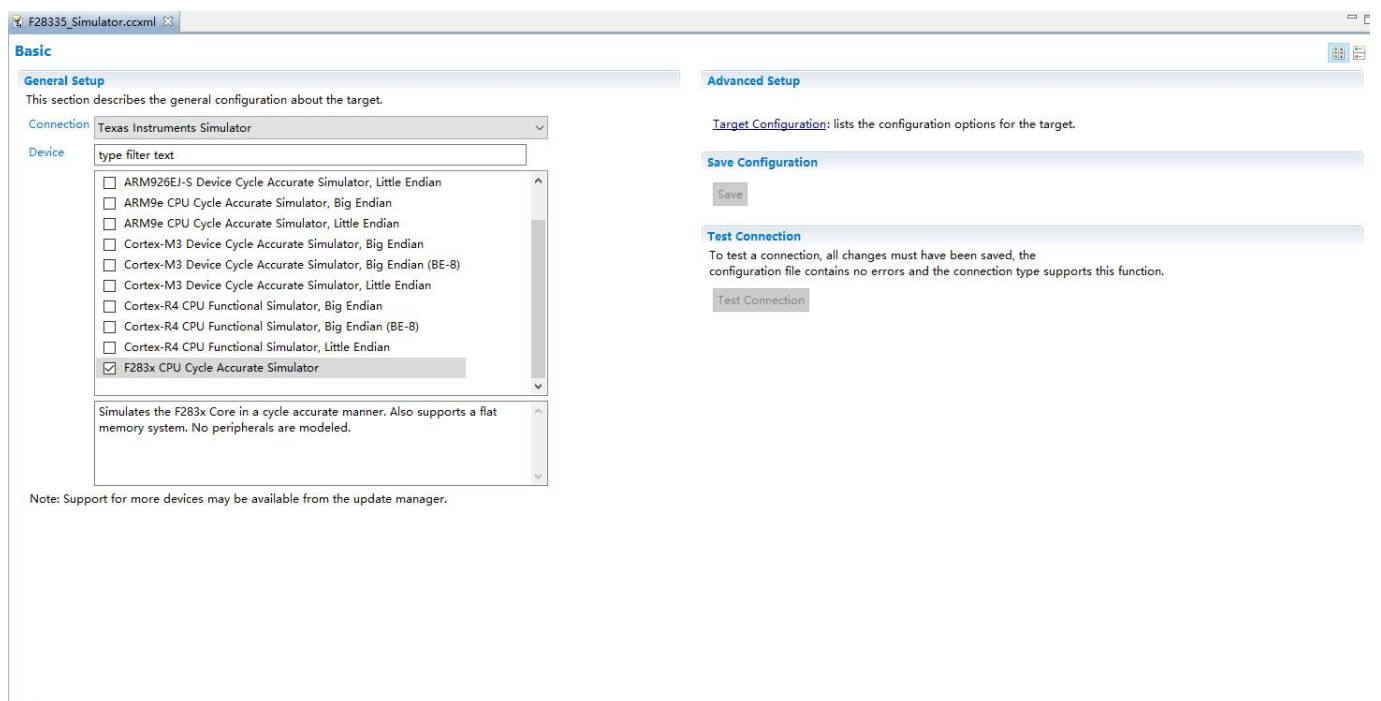 F28335_Simulator.ccxml
Basic
General Setup
This section describes the general configuration about the target.
Connection Texas Instruments Simulator
Device type filter text
ARM926EJ-S Device Cycle Accurate Simulator, Little Endian
ARM9e CPU Cycle Accurate Simulator, Big Endian
ARM9e CPU Cycle Accurate Simulator, Little Endian
Cortex-M3 Device Cycle Accurate Simulator, Big Endian
Cortex-M3 Device Cycle Accurate Simulator, Big Endian (BE-8)
Cortex-M3 Device Cycle Accurate Simulator, Little Endian
Cortex-R4 CPU Functional Simulator, Big Endian
Cortex-R4 CPU Functional Simulator, Big Endian (BE-8)
Cortex-R4 CPU Functional Simulator, Little Endian
F283x CPU Cycle Accurate Simulator
Simulates the F283x Core in a cycle accurate manner. Also supports a flat
memory system. No peripherals are modeled.
Note: Support for more devices may be available from the update manager.
Advanced Setup
Target Configuration: lists the configuration options for the target.
Save Configuration
Save
Test Connection
To test a connection, all changes must have been saved, the
configuration file contains no errors and the connection type supports this function.
Test Connection